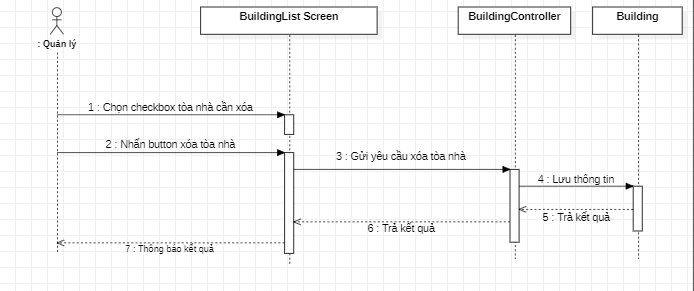 BuildingList Screen
BuildingController
Building
: Quản lý
1 : Chọn checkbox tòa nhà cần xóa
2 : Nhấn button xóa tòa nhà
3 : Gửi yêu cầu xóa tòa nhà
4 : Lưu thông tin
5 : Trả kết quả
6 : Trả kết quả
7 : Thông báo kết quả